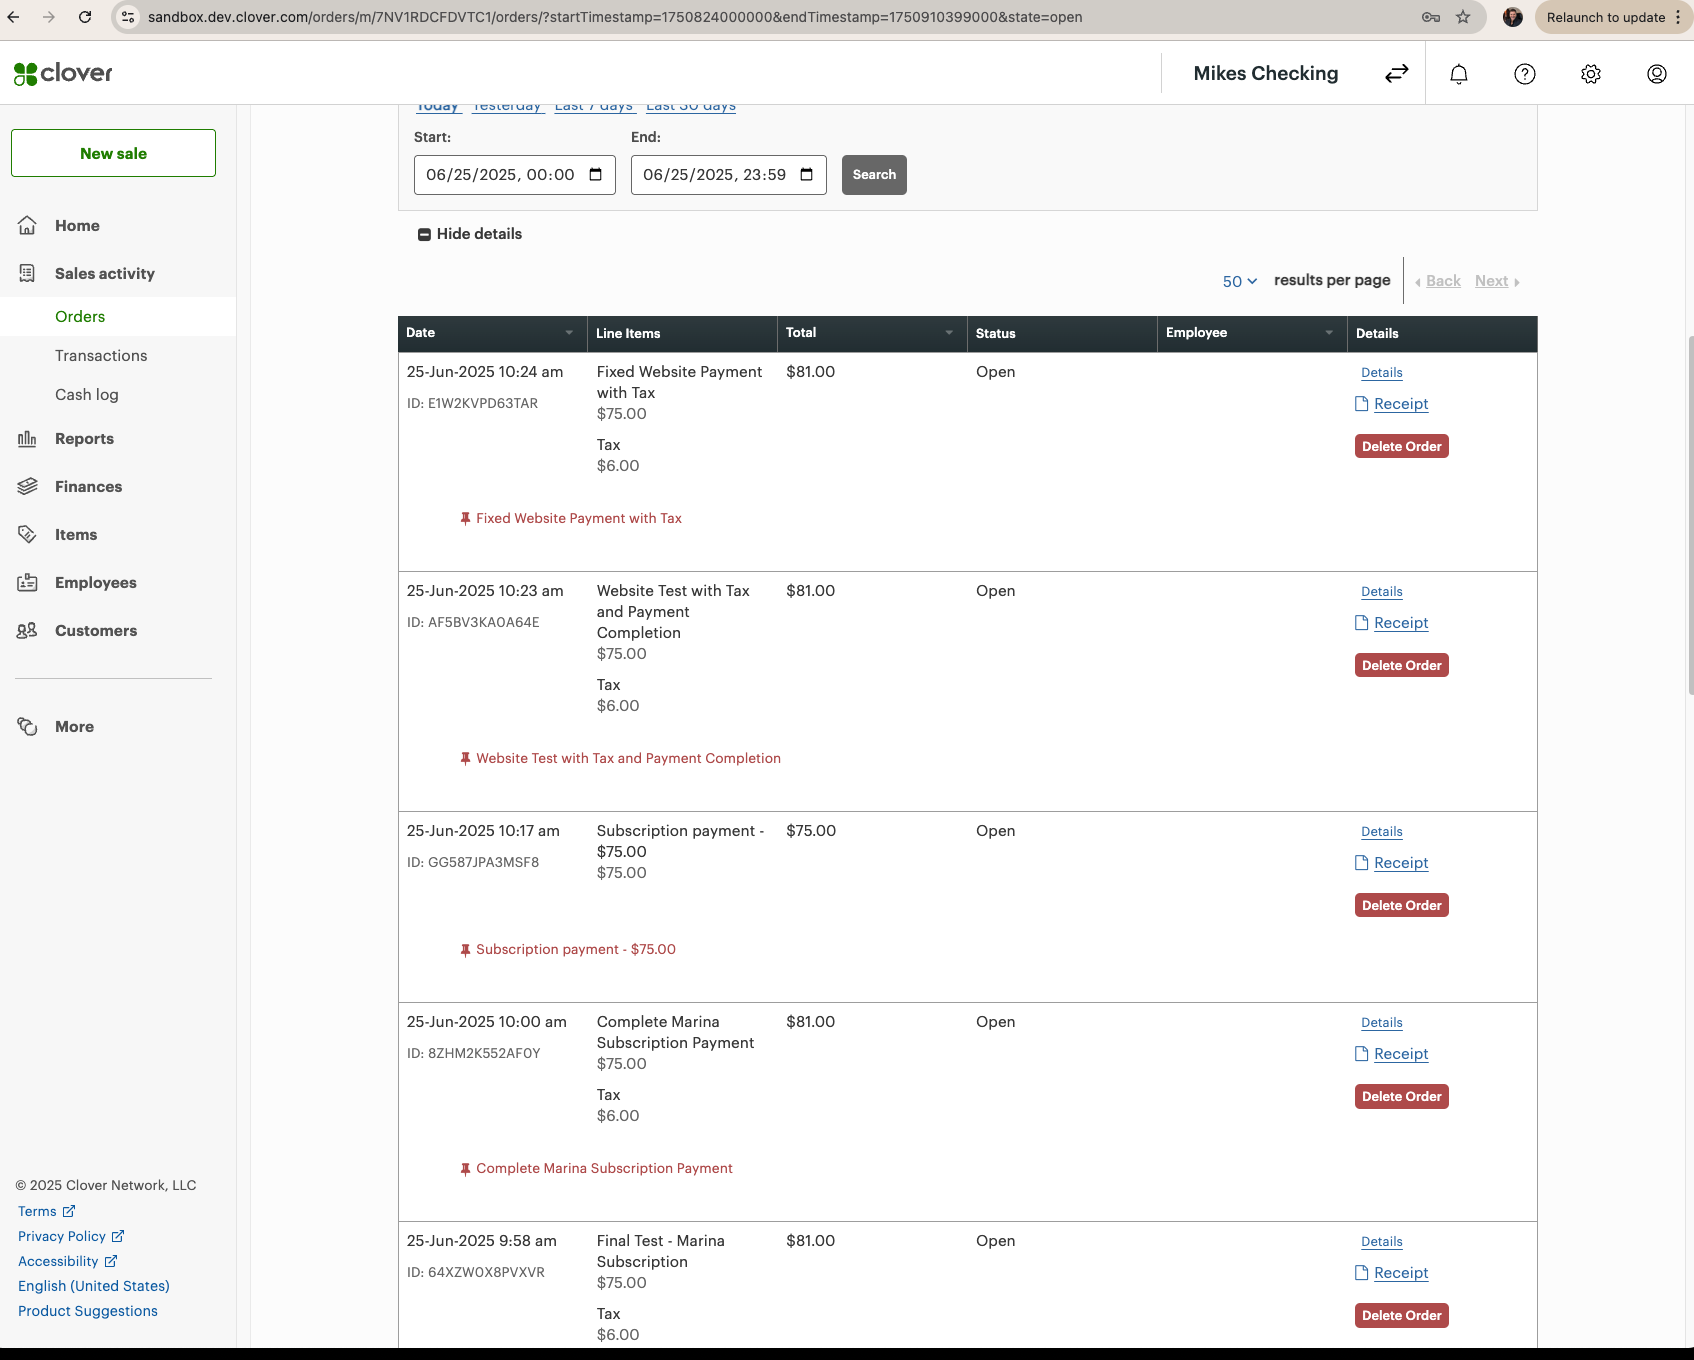 sandbox.dev.clover.com/orders/m/7NV1RDCFDVTC1/orders/?startTimestamp=1750824000000&endTimestamp=1750910399000&state=open
Relaunch to update
clover
Mikes Checking
New sale
Home
Sales activity
Orders
Transactions
Cash log
Reports
Finances
Items
Employees
Customers
More
© 2025 Clover Network, LLC
Terms
Privacy Policy
Accessibility
English (United States)
Product Suggestions
Today Yesterday Last 7 days Last 30 days
Start: End:
06/25/2025, 00:00 06/25/2025, 23:59 Search
Hide details
50 results per page Back Next
Date Line Items Total Status Employee Details
25-Jun-2025 10:24 am Fixed Website Payment $81.00 Open Details
with Tax
ID: E1W2KVPD63TAR Receipt
$75.00
Tax
Delete Order
$6.00
Fixed Website Payment with Tax
25-Jun-2025 10:23 am Website Test with Tax $81.00 Open Details
and Payment
ID: AF5BV3KA0A64E Receipt
Completion
$75.00
Delete Order
Tax
$6.00
Website Test with Tax and Payment Completion
25-Jun-2025 10:17 am Subscription payment - $75.00 Open Details
$75.00
ID: GG587JPA3MSF8 Receipt
$75.00
Delete Order
Subscription payment - $75.00
25-Jun-2025 10:00 am Complete Marina $81.00 Open Details
Subscription Payment
ID: 8ZHM2K552AF0Y Receipt
$75.00
Tax
Delete Order
$6.00
Complete Marina Subscription Payment
25-Jun-2025 9:58 am Final Test - Marina $81.00 Open Details
Subscription
ID: 64XZW0X8PVXVR Receipt
$75.00
Tax
Delete Order
$6.00